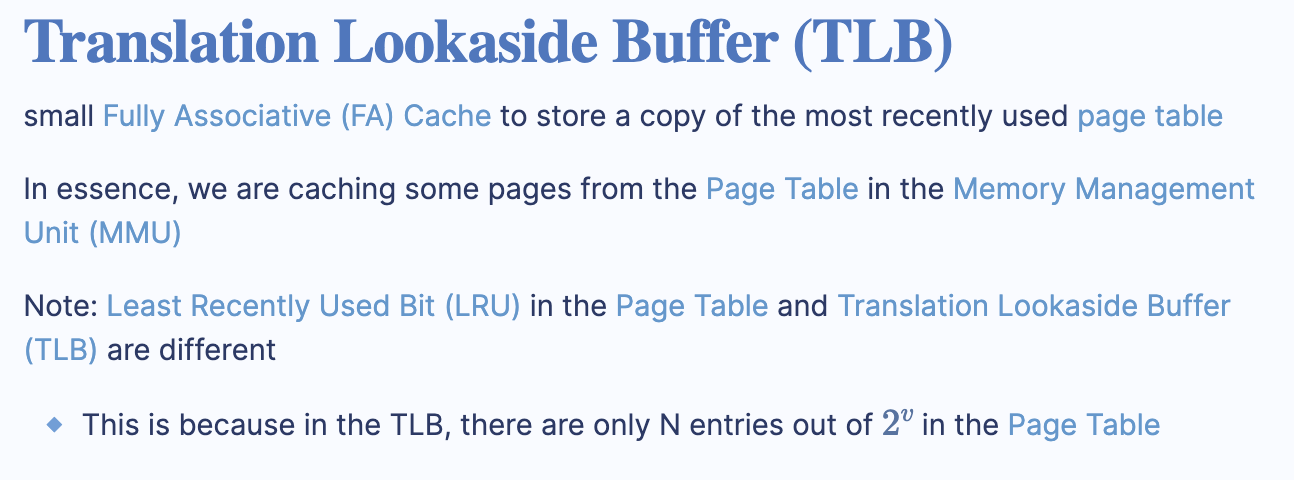 Translation Lookaside Buffer (TLB)
small Fully Associative (FA) Cache to store a copy of the most recently used page table
In essence, we are caching some pages from the Page Table in the Memory Management
Unit (MMU)
Note: Least Recently Used Bit (LRU) in the Page Table and Translation Lookaside Buffer
(TLB) are different
◆ This is because in the TLB, there are only N entries out of 2^v in the Page Table